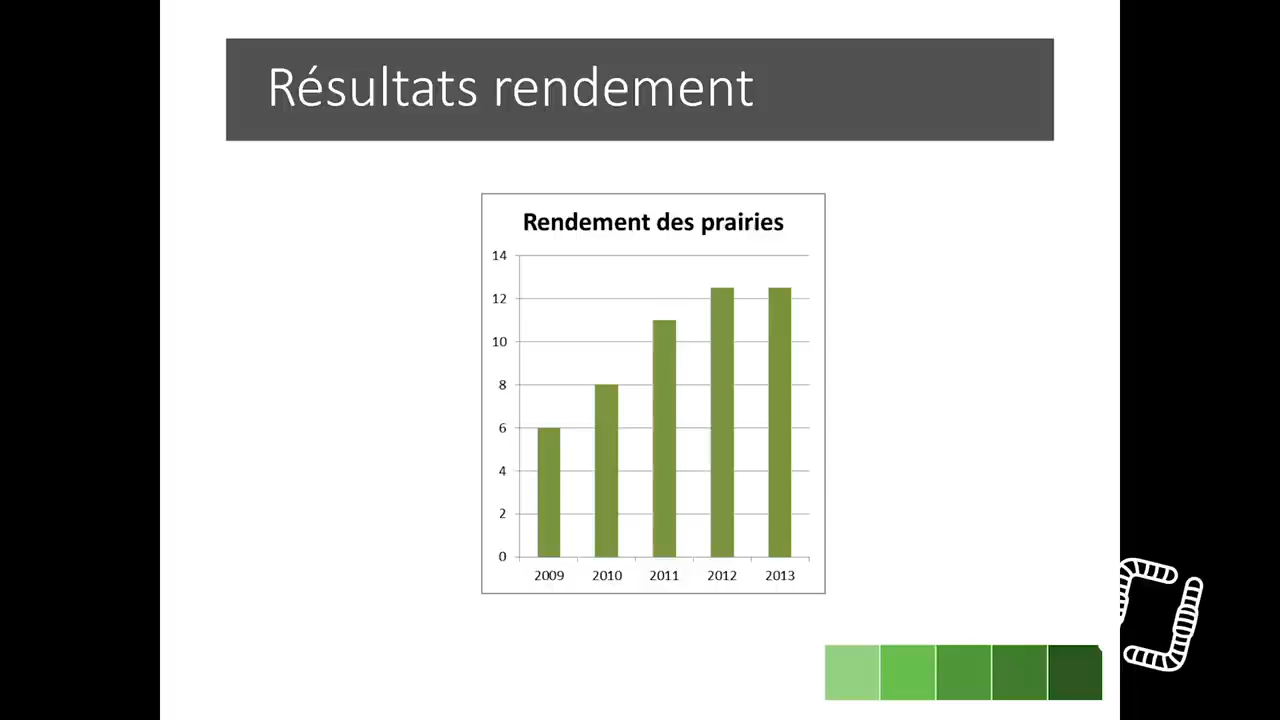 Résultats rendement
Rendement des prairies
14
12
10
8
6
4
2
0
2009 2010 2011 2012 2013